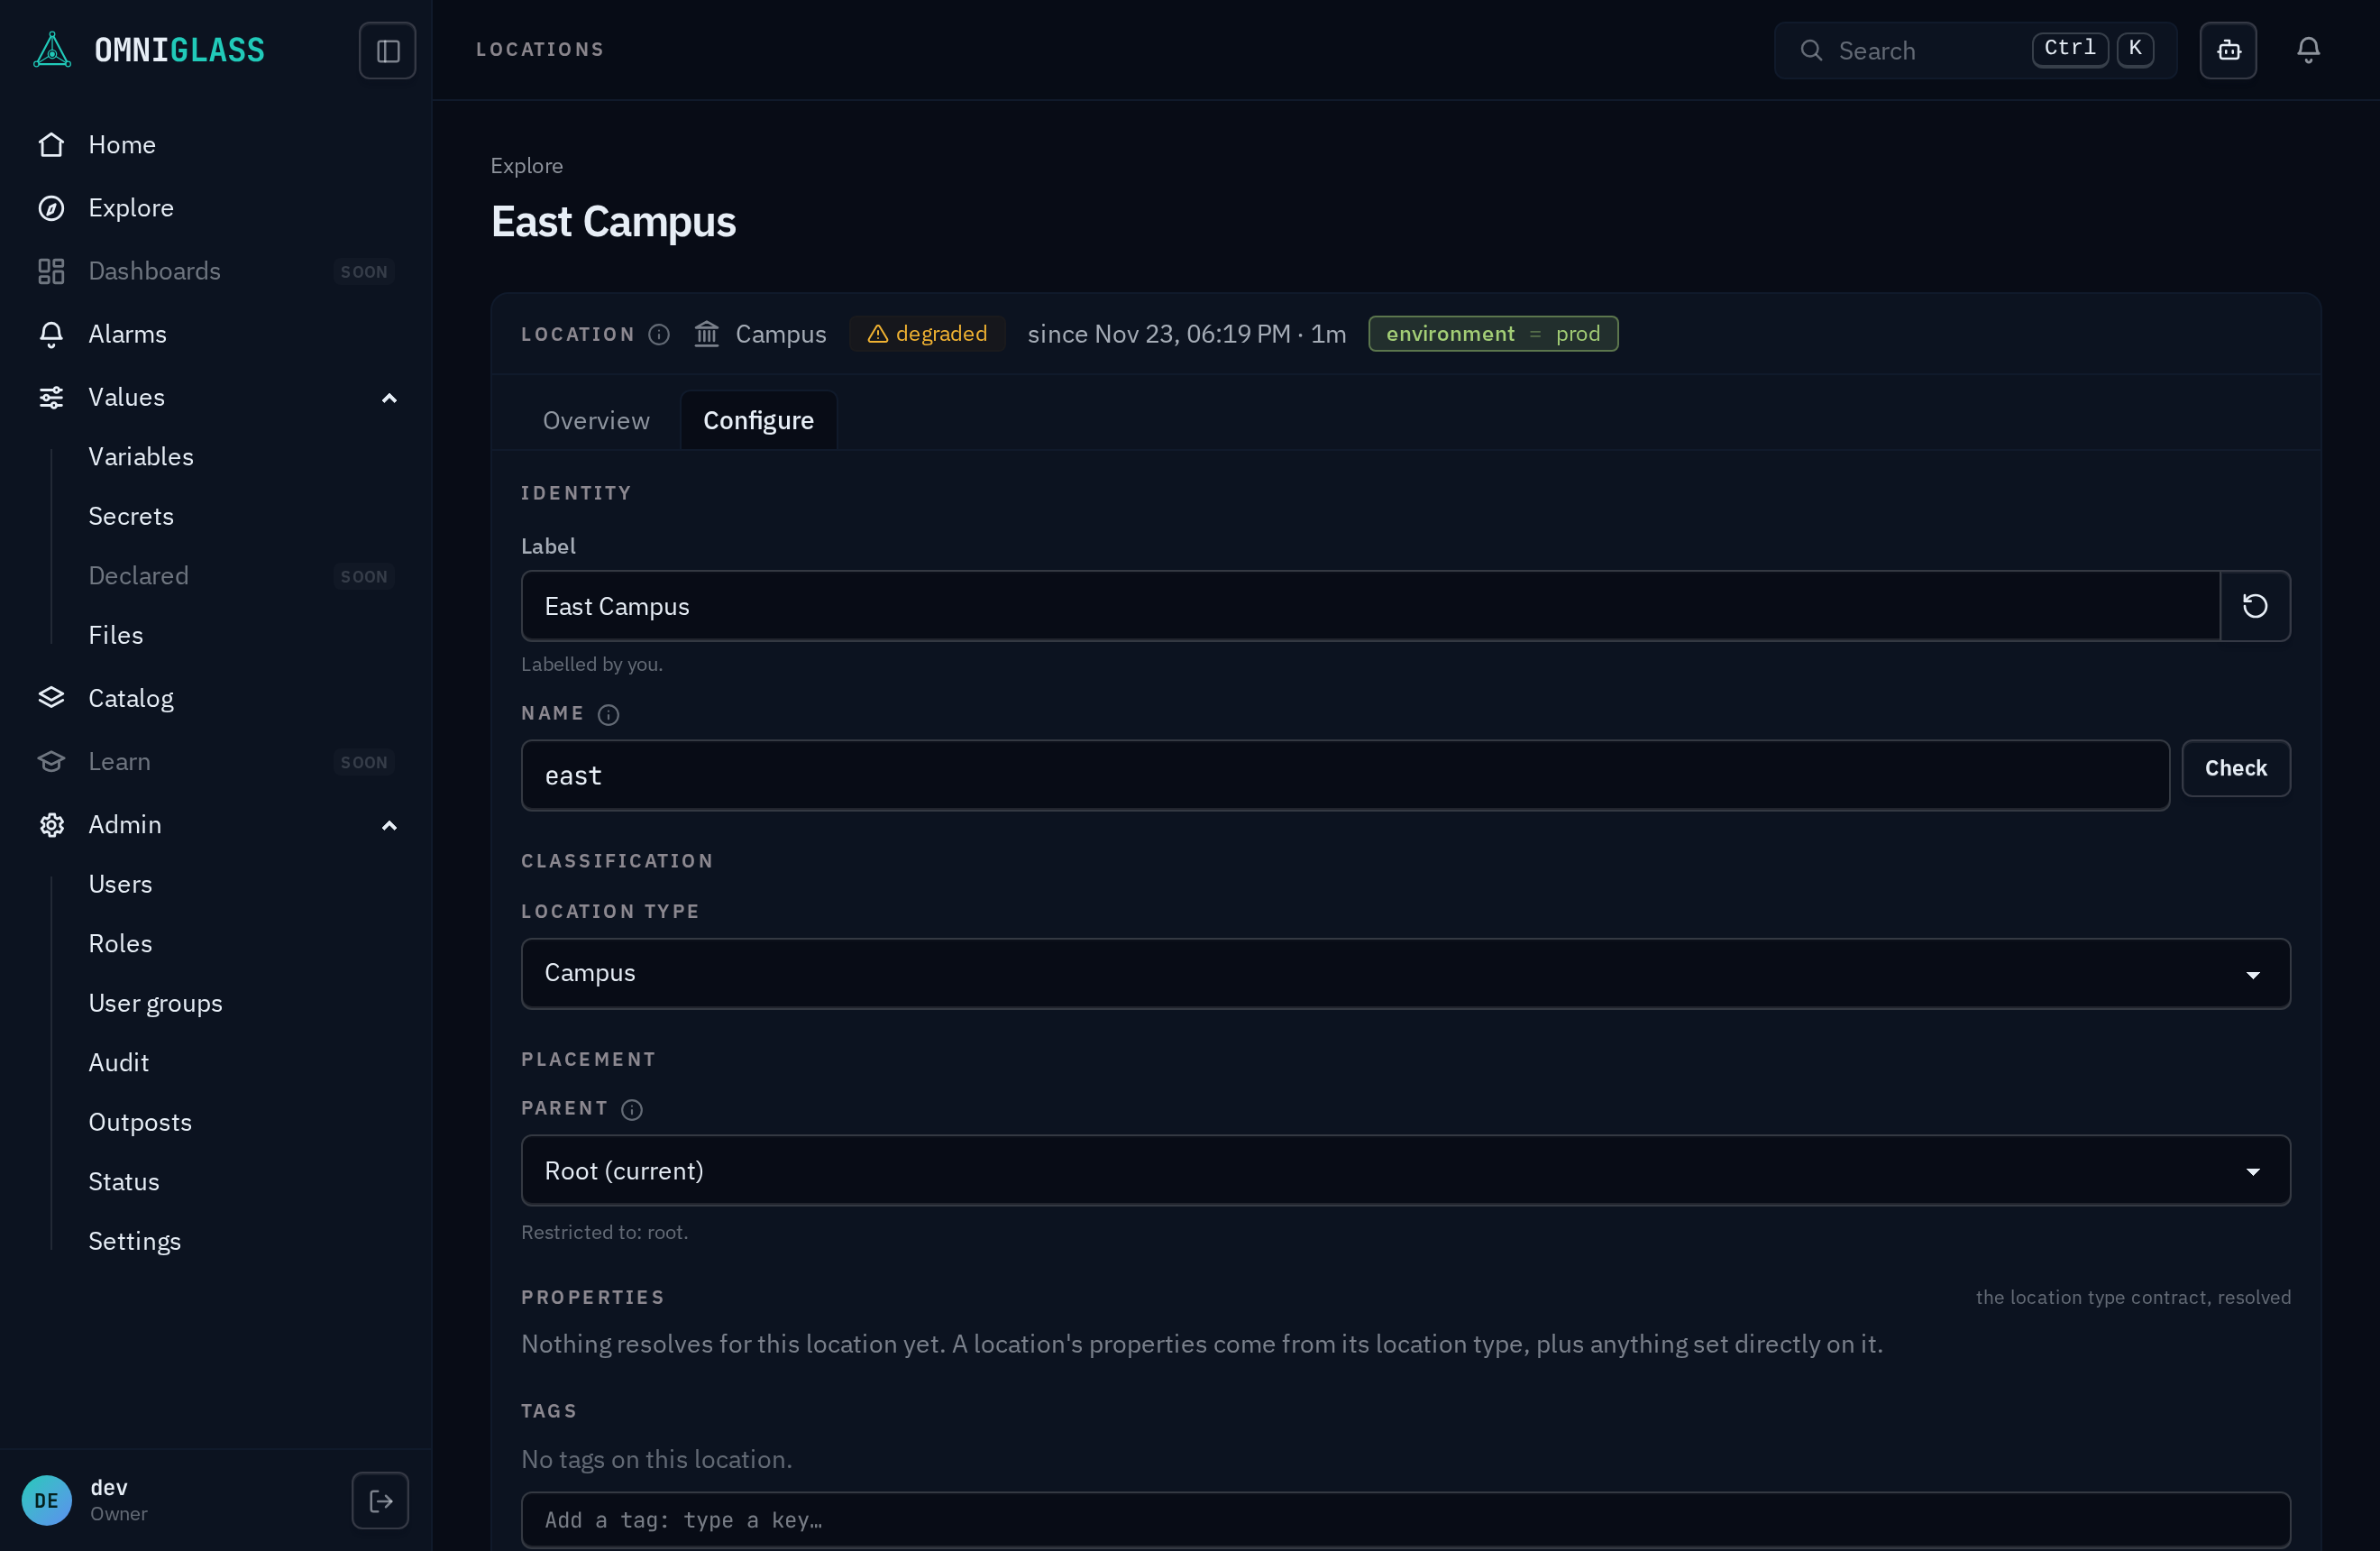 OMNIGLASS
Home
Explore
Dashboards SOON
Alarms
Values
Variables
Secrets
Declared SOON
Files
Catalog
Learn SOON
Admin
Users
Roles
User groups
Audit
Outposts
Status
Settings
DE
dev
Owner
LOCATIONS
Search Ctrl K
Explore
East Campus
LOCATION Campus degraded since Nov 23, 06:19 PM · 1m environment = prod
Overview Configure
IDENTITY
Label
East Campus
Labelled by you.
NAME
east Check
CLASSIFICATION
LOCATION TYPE
Campus
PLACEMENT
PARENT
Root (current)
Restricted to: root.
PROPERTIES the location type contract, resolved
Nothing resolves for this location yet. A location's properties come from its location type, plus anything set directly on it.
TAGS
No tags on this location.
Add a tag: type a key…